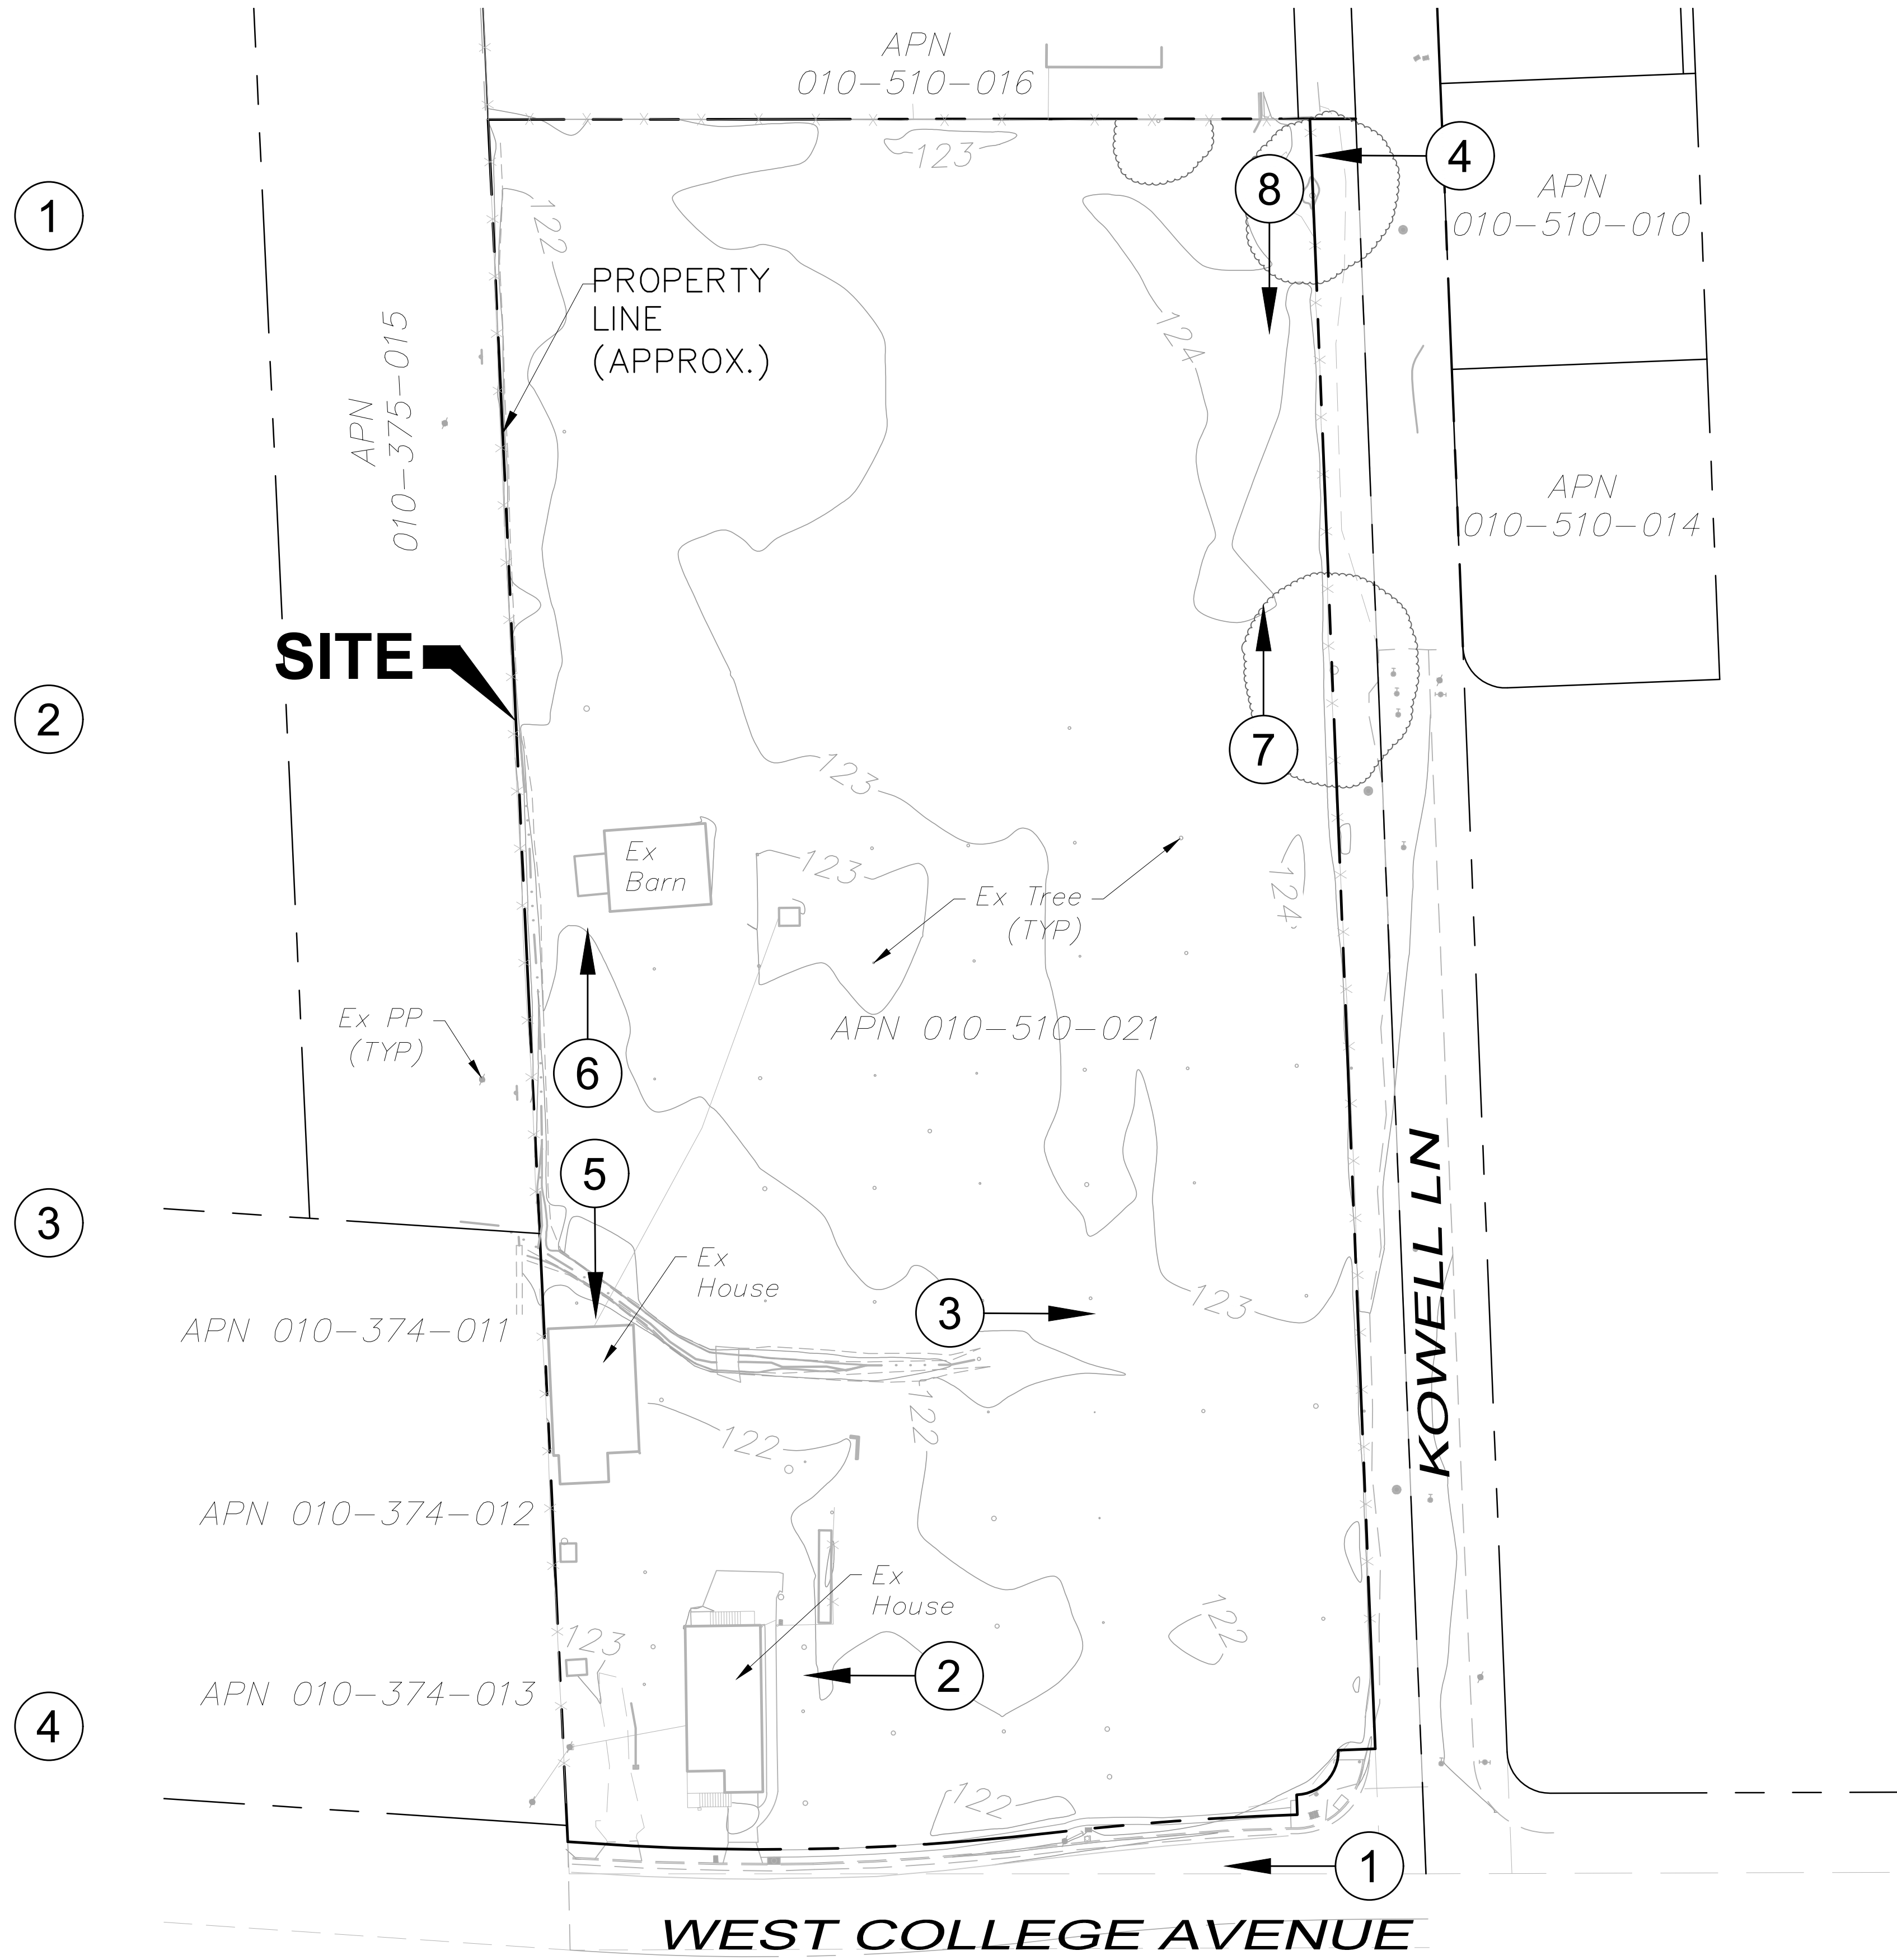 APN
010-510-016
123
4
8
APN
010-510-010
1
122
PROPERTY
LINE
(APPROX.)
APN
010-375-015
124
APN
010-510-014
SITE
2
7
123
Ex
Barn
123
Ex Tree
(TYP)
124
Ex PP
(TYP)
APN 010-510-021
6
5
3
Ex
House
3
123
KOWELL LN
APN 010-374-011
122
122
APN 010-374-012
Ex
House
122
123
2
APN 010-374-013
4
122
1
WEST COLLEGE AVENUE